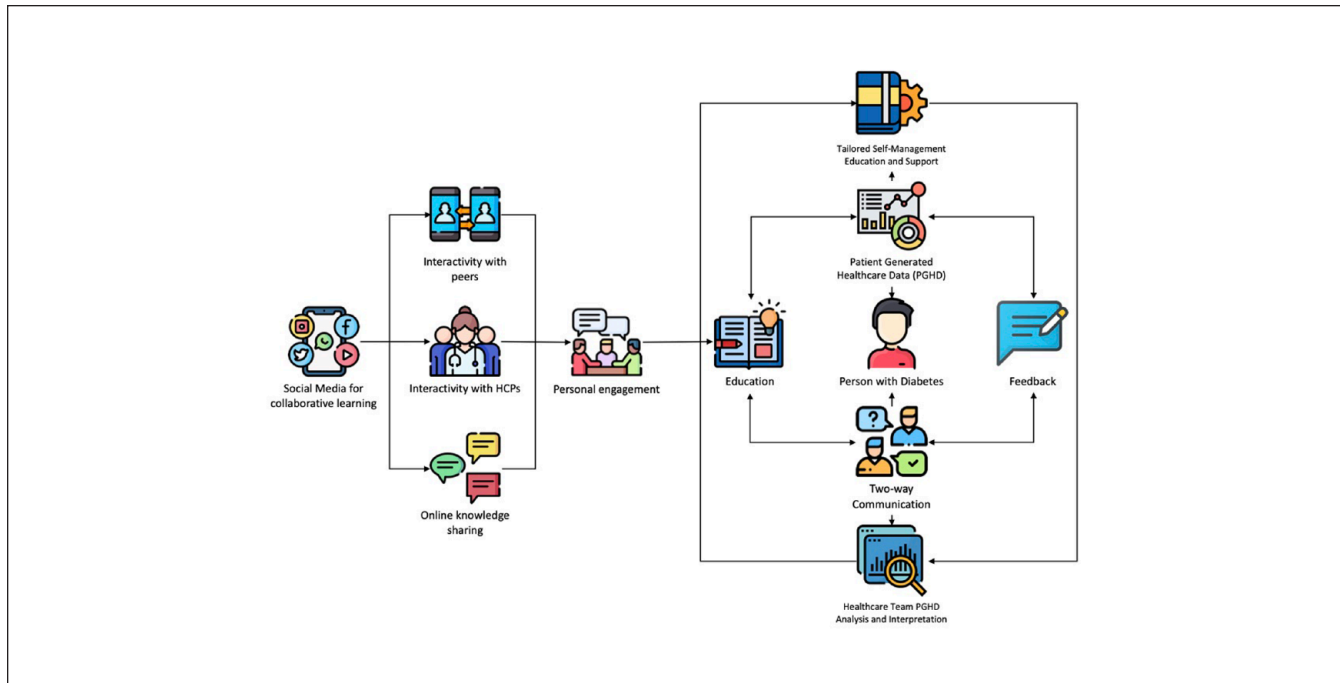 Social Media for
collaborative learning
Interactivity with
peers
Interactivity with HCPs
Online knowledge
sharing
Personal engagement
Education
Tailored Self-Management
Education and Support
Patient Generated
Healthcare Data (PGHD)
Person with Diabetes
Two-way
Communication
Healthcare Team PGHD
Analysis and Interpretation
Feedback